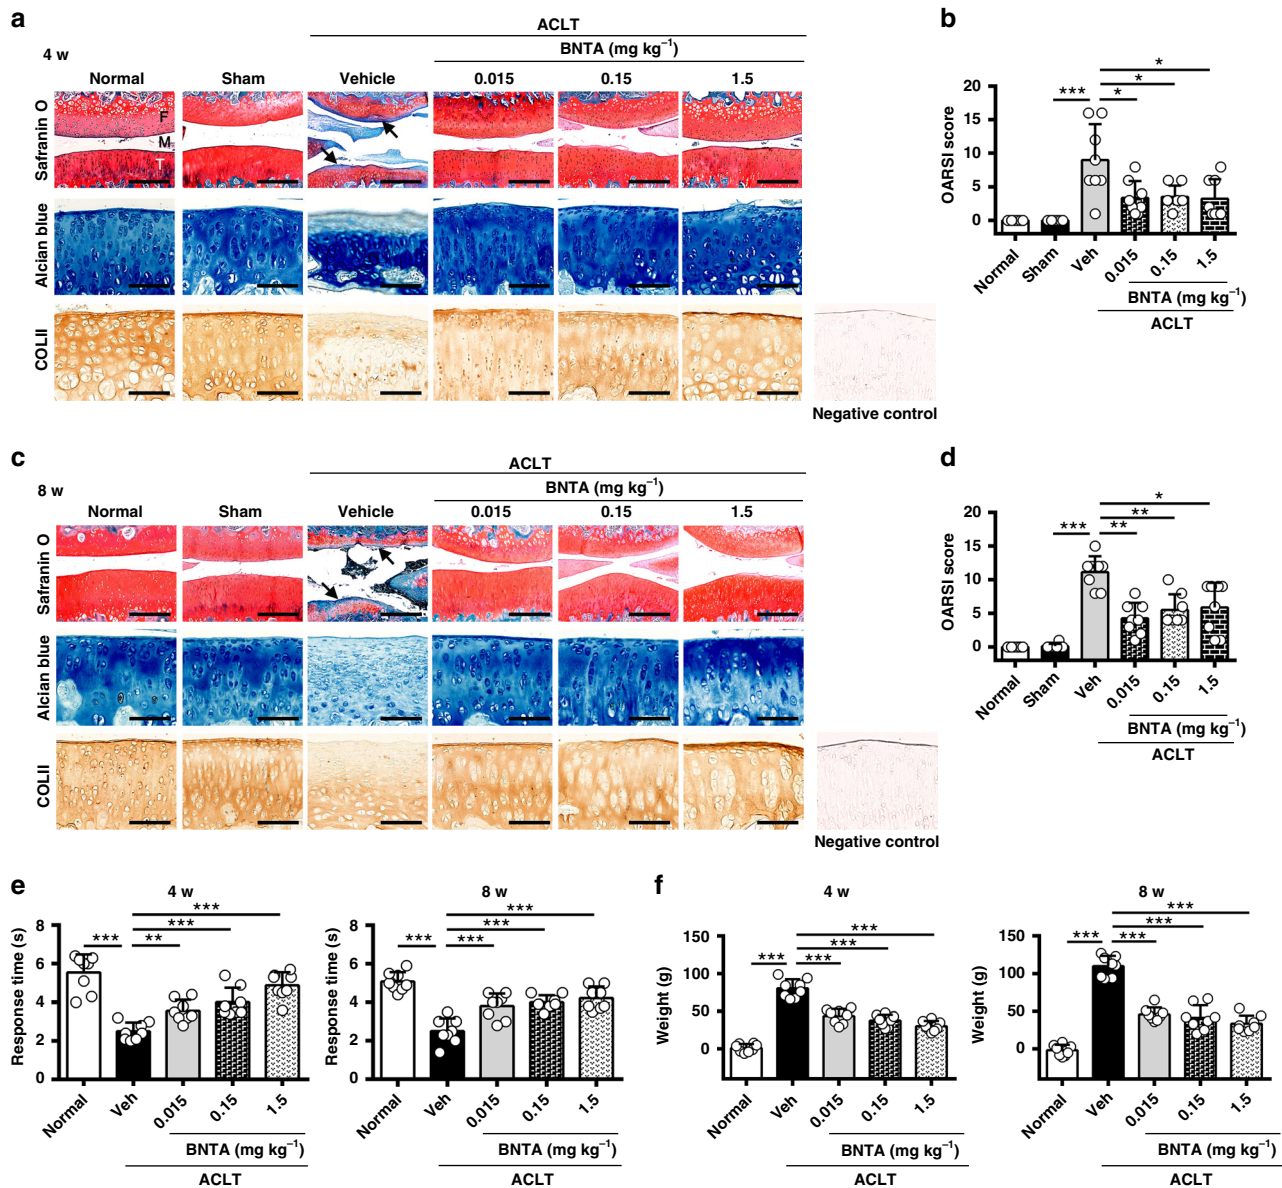 a
4 w
ACLT
BNTA (mg kg⁻¹)
Normal Sham Vehicle 0.015 0.15 1.5
Safranin O
F
M
T
Alcian blue
COLII
Negative control
b
OARSI score
20
15
10
5
0
***
*
*
*
Normal Sham Veh 0.015 0.15 1.5
BNTA (mg kg⁻¹)
ACLT
c
8 w
ACLT
BNTA (mg kg⁻¹)
Normal Sham Vehicle 0.015 0.15 1.5
Safranin O
Alcian blue
COLII
Negative control
d
OARSI score
20
15
10
5
0
***
**
**
*
Normal Sham Veh 0.015 0.15 1.5
BNTA (mg kg⁻¹)
ACLT
e
4 w
Response time (s)
8
6
4
2
0
***
**
***
***
Normal Veh 0.015 0.15 1.5
BNTA (mg kg⁻¹)
ACLT
8 w
Response time (s)
8
6
4
2
0
***
***
***
***
Normal Veh 0.015 0.15 1.5
BNTA (mg kg⁻¹)
ACLT
f
4 w
Weight (g)
150
100
50
0
***
***
***
***
Normal Veh 0.015 0.15 1.5
BNTA (mg kg⁻¹)
ACLT
8 w
Weight (g)
150
100
50
0
***
***
***
***
Normal Veh 0.015 0.15 1.5
BNTA (mg kg⁻¹)
ACLT